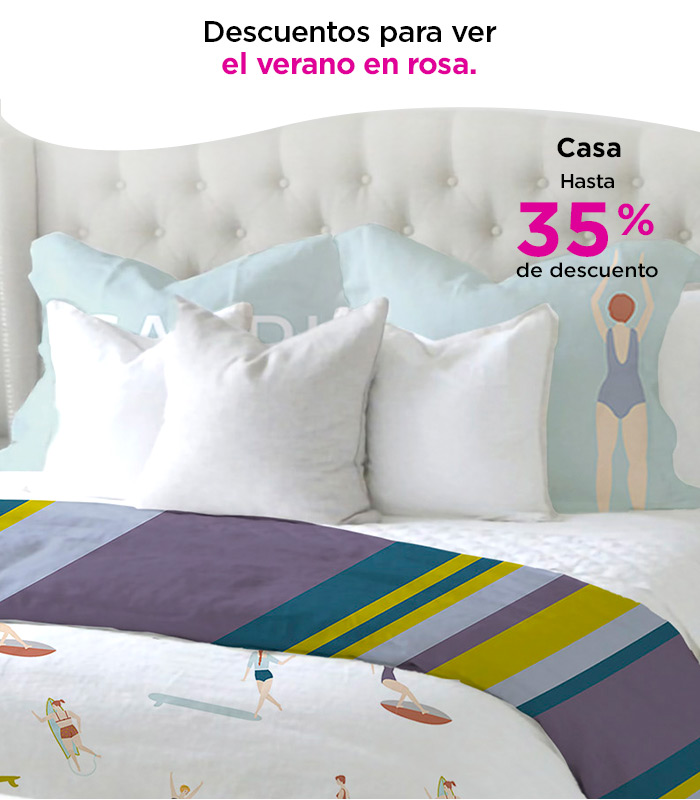 Descuentos para ver
el verano en rosa.
Casa
Hasta
35%
de descuento